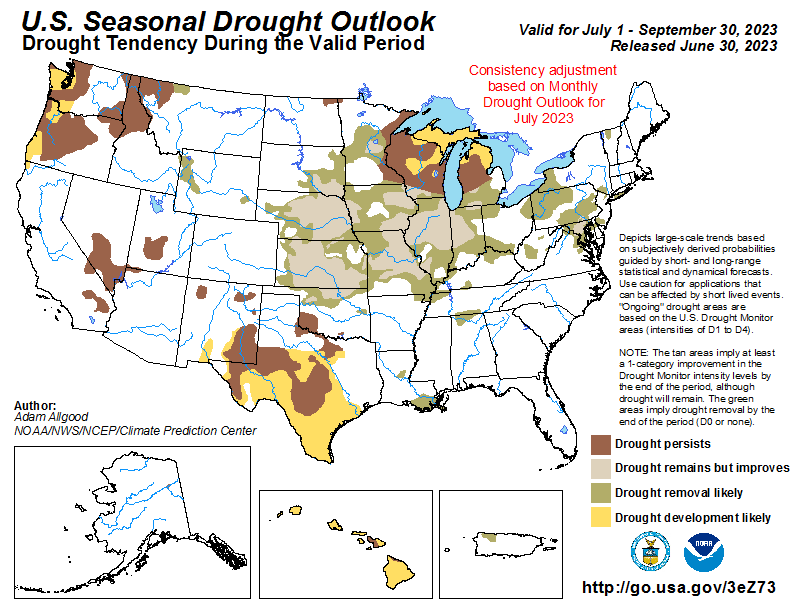 U.S. Seasonal Drought Outlook
Drought Tendency During the Valid Period
Valid for July 1 - September 30, 2023
Released June 30, 2023
Consistency adjustment
based on Monthly
Drought Outlook for
July 2023
Depicts large-scale trends based
on subjectively derived probabilities
guided by short- and long-range
statistical and dynamical forecasts.
Use caution for applications that
can be affected by short lived events.
"Ongoing" drought areas are
based on the U.S. Drought Monitor
areas (intensities of D1 to D4).
NOTE: The tan areas imply at least
a 1-category improvement in the
Drought Monitor intensity levels by
the end of the period, although
drought will remain. The green
areas imply drought removal by the
end of the period (D0 or none).
Author:
Adam Allgood
NOAA/NWS/NCEP/Climate Prediction Center
Drought persists
Drought remains but improves
Drought removal likely
Drought development likely
NOAA
http://go.usa.gov/3eZ73